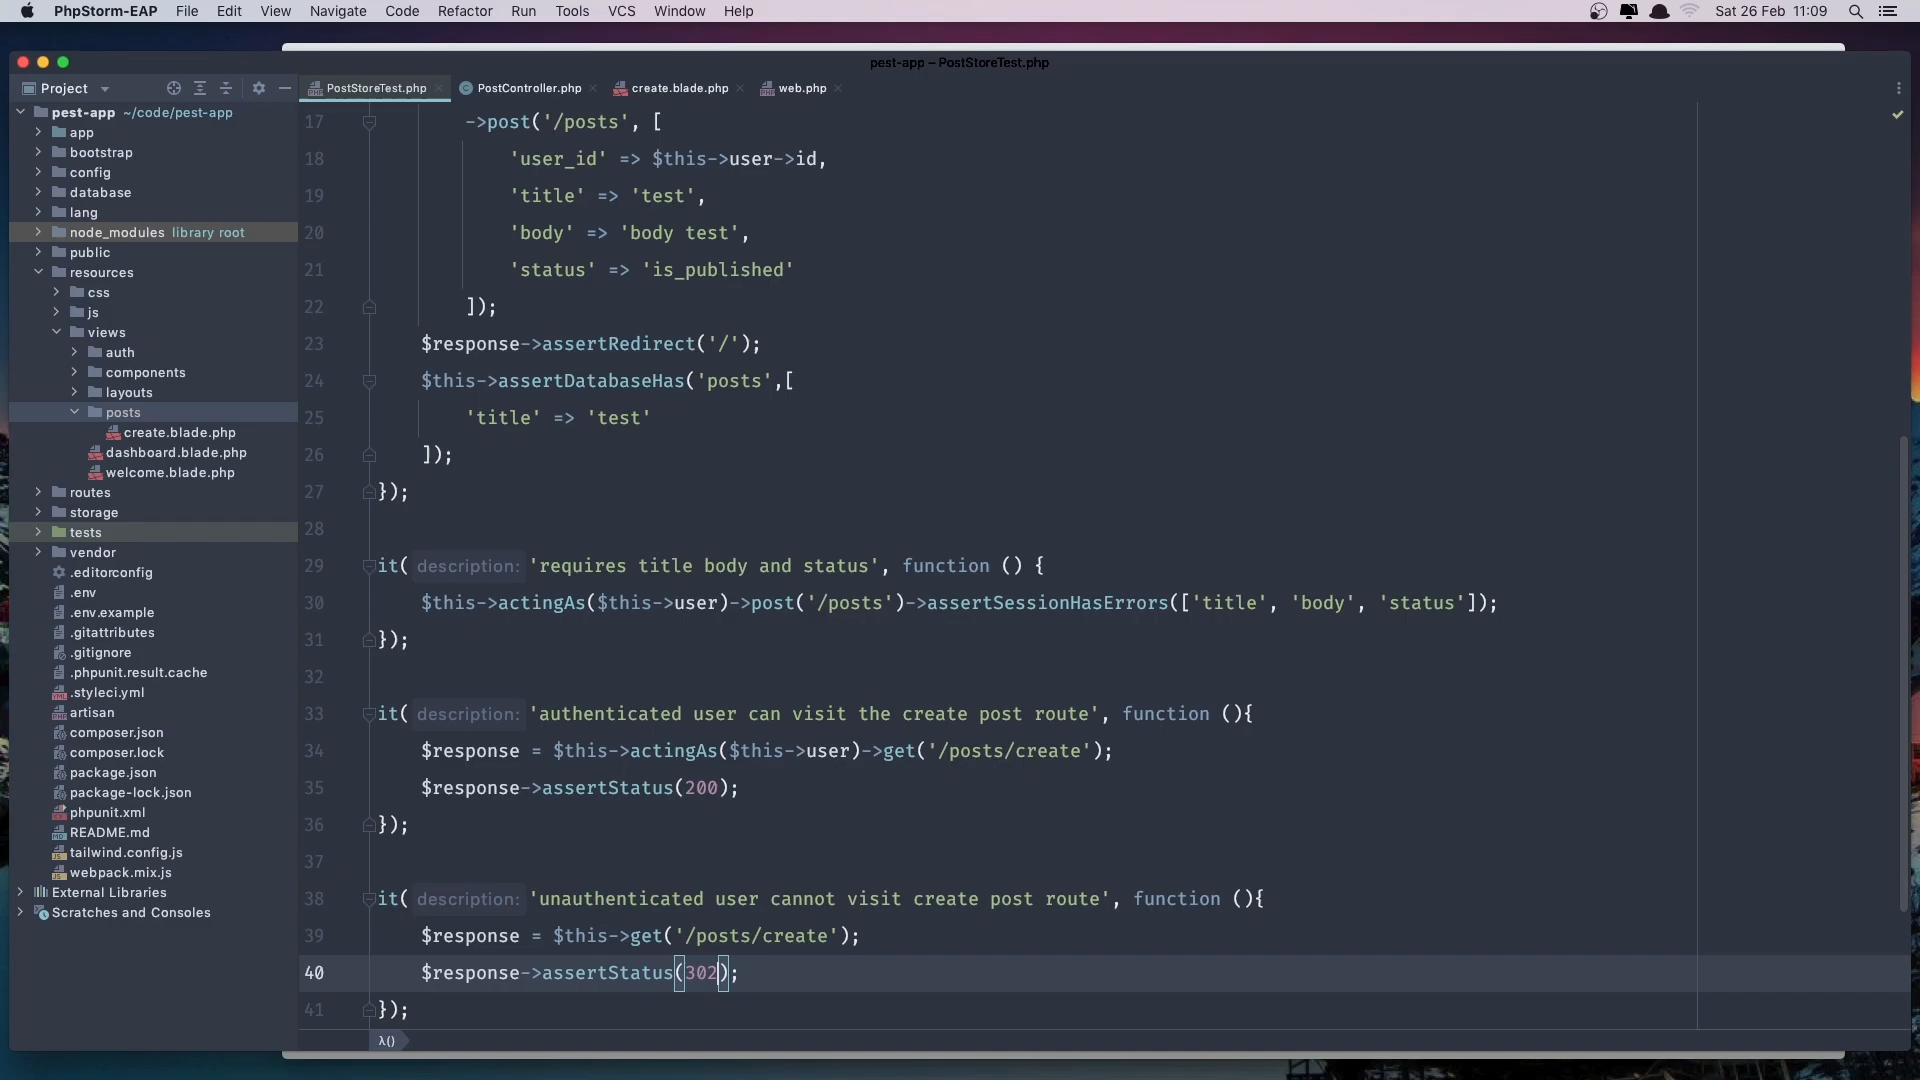 PhpStorm-EAP File Edit View Navigate Code Refactor Run Tools VCS Window Help Sat 26 Feb 11:09
pest-app – PostStoreTest.php
Project
PostStoreTest.php PostController.php create.blade.php web.php
pest-app ~/code/pest-app
app
bootstrap
config
database
lang
node_modules library root
public
resources
css
js
views
auth
components
layouts
posts
create.blade.php
dashboard.blade.php
welcome.blade.php
routes
storage
tests
vendor
.editorconfig
.env
.env.example
.gitattributes
.gitignore
.phpunit.result.cache
.styleci.yml
artisan
composer.json
composer.lock
package.json
package-lock.json
phpunit.xml
README.md
tailwind.config.js
webpack.mix.js
External Libraries
Scratches and Consoles
17 ->post('/posts', [
18 'user_id' => $this->user->id,
19 'title' => 'test',
20 'body' => 'body test',
21 'status' => 'is_published'
22 ]);
23 $response->assertRedirect('/');
24 $this->assertDatabaseHas('posts',[
25 'title' => 'test'
26 ]);
27 });
28
29 it( description: 'requires title body and status', function () {
30 $this->actingAs($this->user)->post('/posts')->assertSessionHasErrors(['title', 'body', 'status']);
31 });
32
33 it( description: 'authenticated user can visit the create post route', function (){
34 $response = $this->actingAs($this->user)->get('/posts/create');
35 $response->assertStatus(200);
36 });
37
38 it( description: 'unauthenticated user cannot visit create post route', function (){
39 $response = $this->get('/posts/create');
40 $response->assertStatus(302);
41 });
λ()